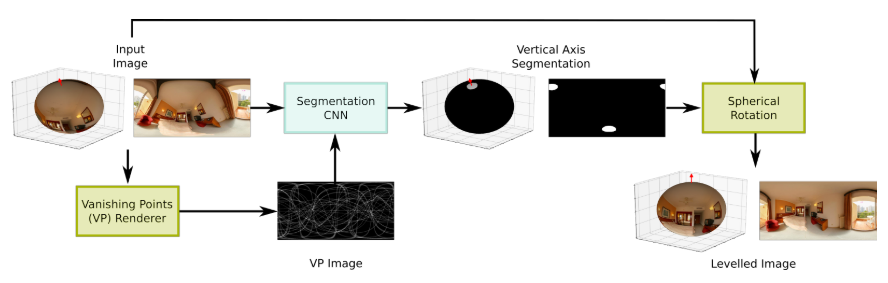 Input
Image
Vertical Axis
Segmentation
Segmentation
CNN
Spherical
Rotation
Vanishing Points
(VP) Renderer
VP Image
Levelled Image